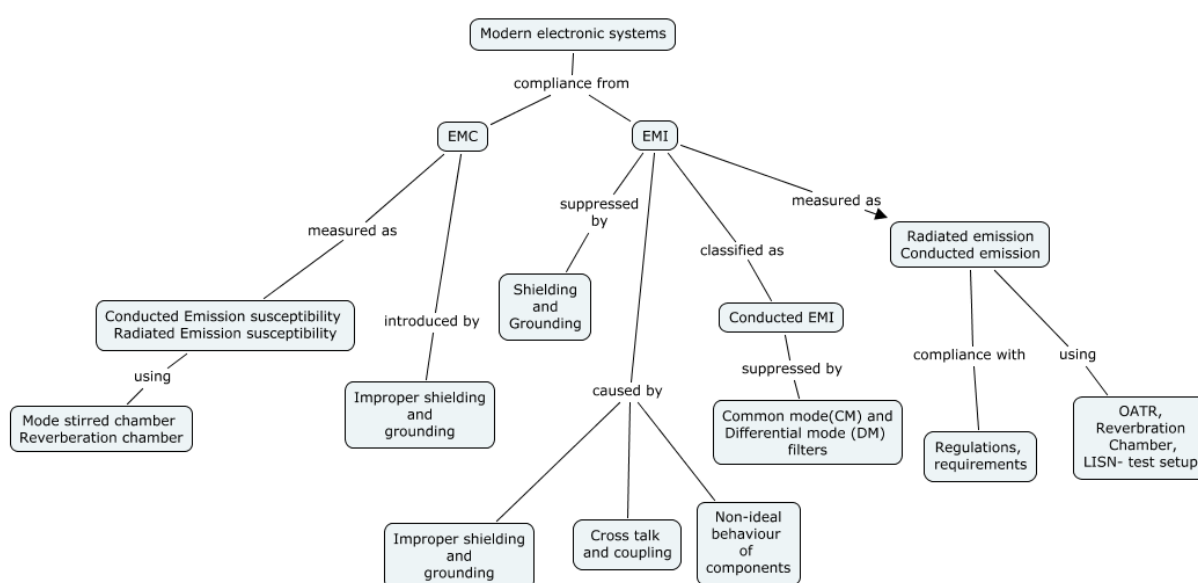 Modern electronic systems
compliance from
EMC
EMI
measured as
suppressed
by
measured as
classified as
Radiated emission
Conducted emission
Conducted Emission susceptibility
Radiated Emission susceptibility
introduced by
Shielding
and
Grounding
Conducted EMI
using
compliance with
using
suppressed by
caused by
Mode stirred chamber
Reverberation chamber
Improper shielding
and
grounding
Common mode(CM) and
Differential mode (DM)
filters
Regulations,
requirements
OATR,
Reverbration
Chamber,
LISN- test setup
Improper shielding
and
grounding
Cross talk
and coupling
Non-ideal
behaviour
of
components